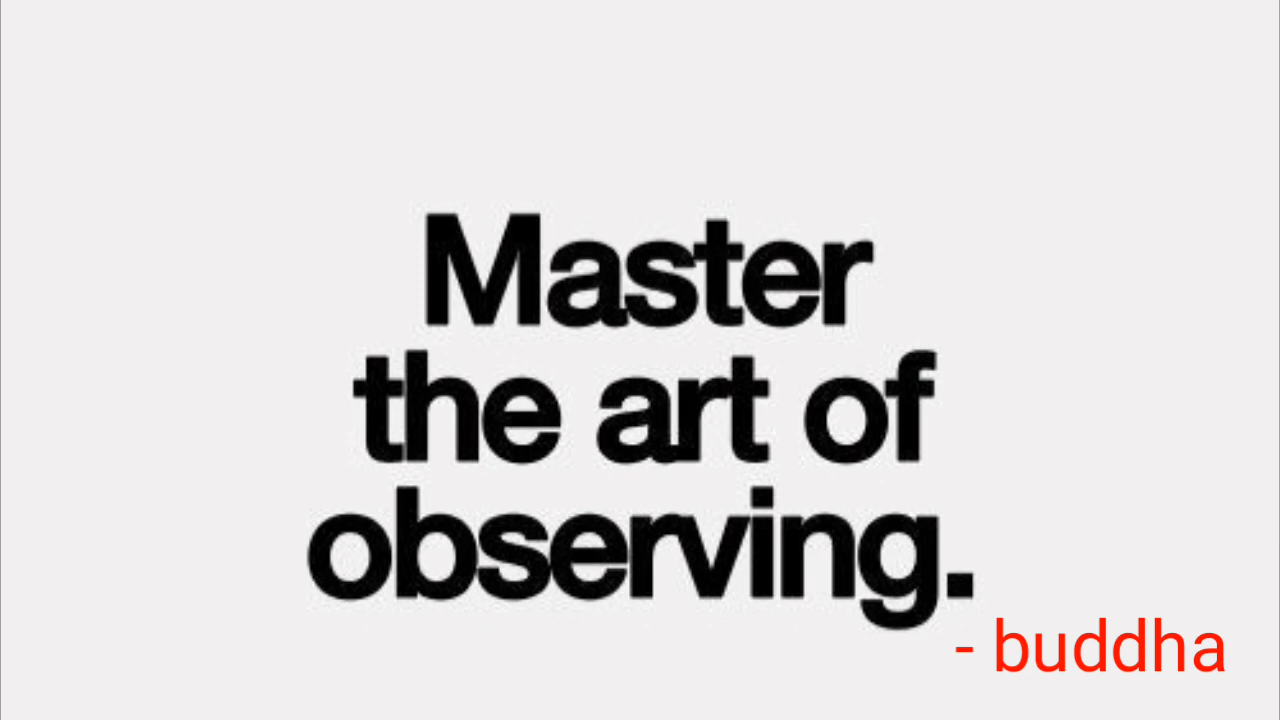 Master
the art of
observing.
- buddha